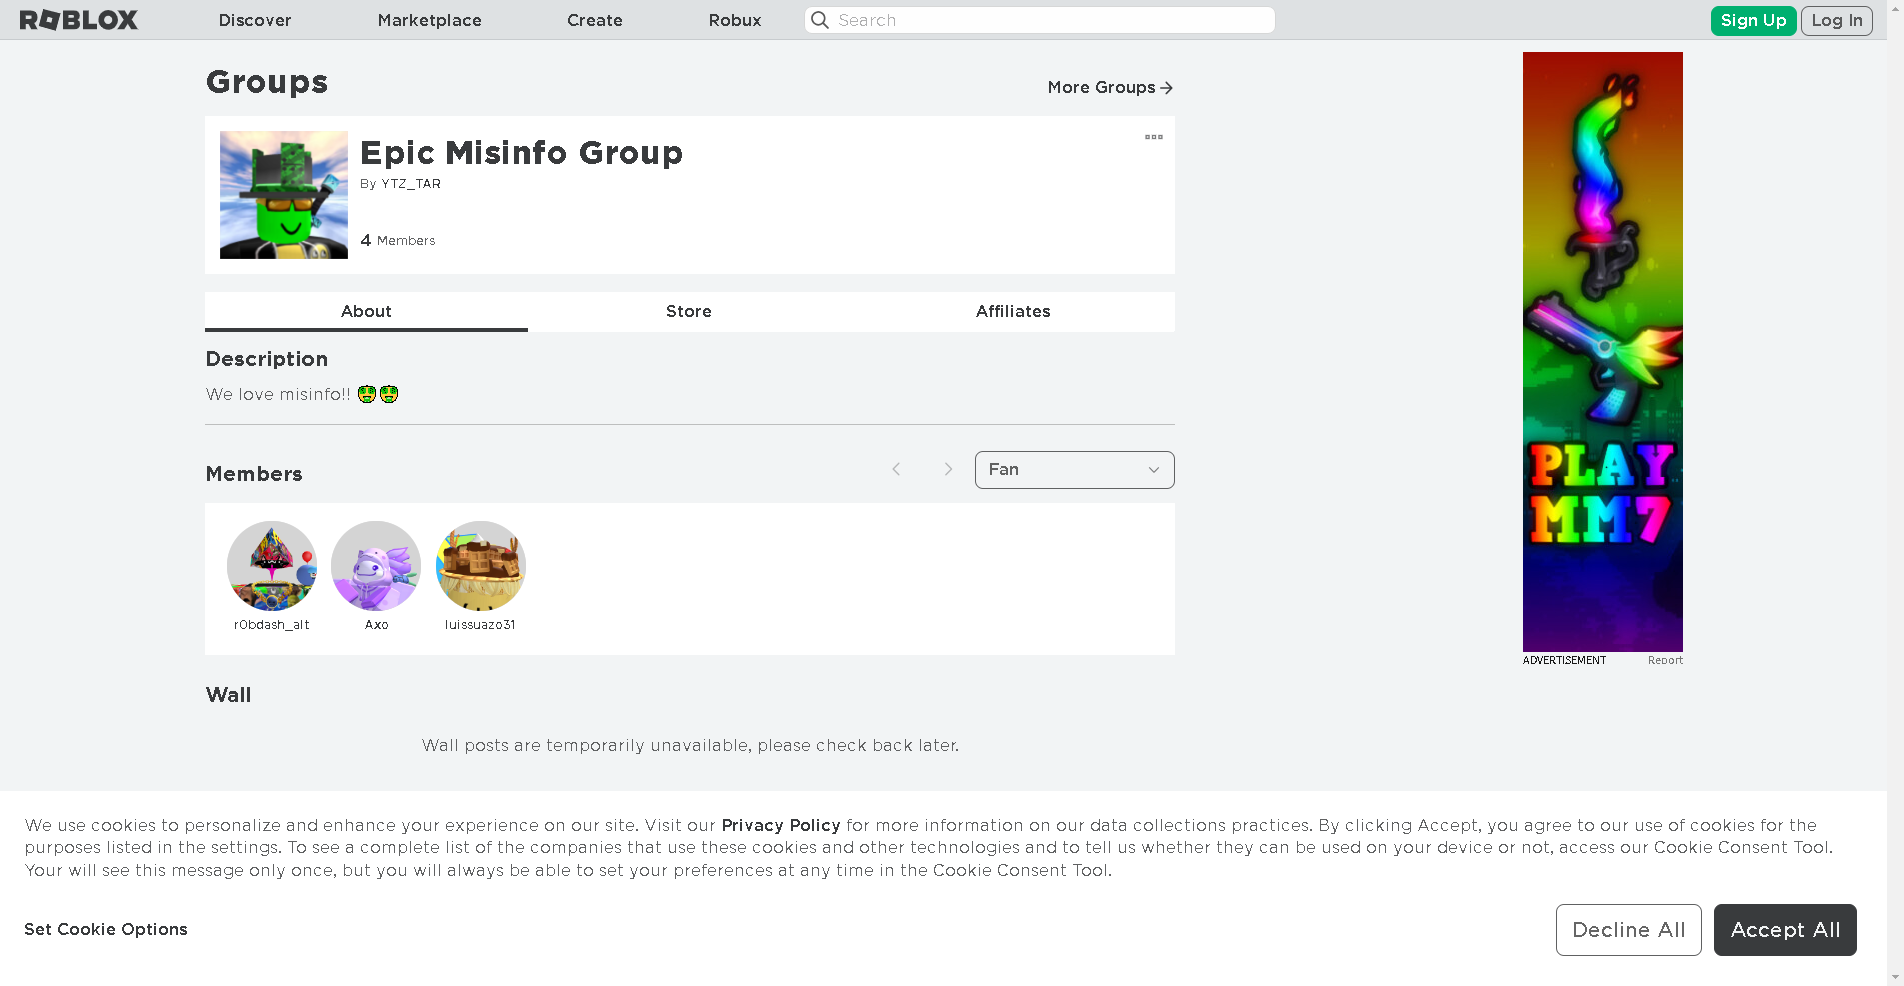 ROBLOX Discover Marketplace Create Robux Search Sign Up Log In
Groups
More Groups
Epic Misinfo Group
By YTZ_TAR
4 Members
About Store Affiliates
Description
We love misinfo!! 🤑🤑
Members
Fan
r0bdash_alt Axo luissuazo31
PLAY
MM7
ADVERTISEMENT Report
Wall
Wall posts are temporarily unavailable, please check back later.
We use cookies to personalize and enhance your experience on our site. Visit our Privacy Policy for more information on our data collections practices. By clicking Accept, you agree to our use of cookies for the
purposes listed in the settings. To see a complete list of the companies that use these cookies and other technologies and to tell us whether they can be used on your device or not, access our Cookie Consent Tool.
Your will see this message only once, but you will always be able to set your preferences at any time in the Cookie Consent Tool.
Set Cookie Options
Decline All Accept All